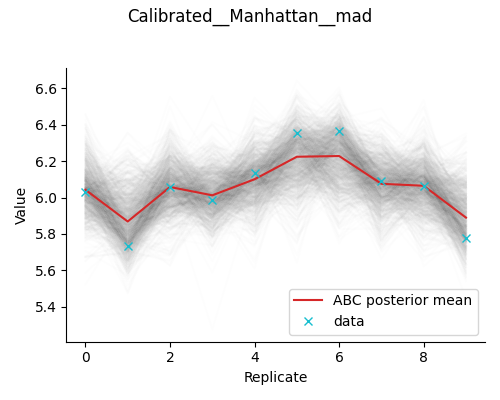 Calibrated__Manhattan__mad
6.6
6.4
6.2
6.0
5.8
5.6
5.4
Value
0
2
4
6
8
Replicate
ABC posterior mean
data